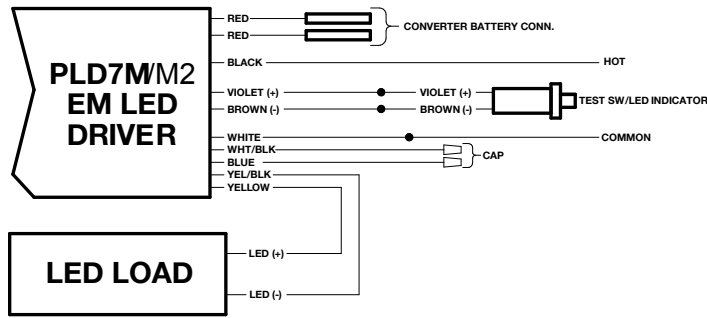 RED
RED
CONVERTER BATTERY CONN.
BLACK
HOT
PLD7M/M2
EM LED
DRIVER
VIOLET (+)
VIOLET (+)
BROWN (-)
BROWN (-)
TEST SW/LED INDICATOR
WHITE
COMMON
WHT/BLK
BLUE
CAP
YEL/BLK
YELLOW
LED LOAD
LED (+)
LED (-)